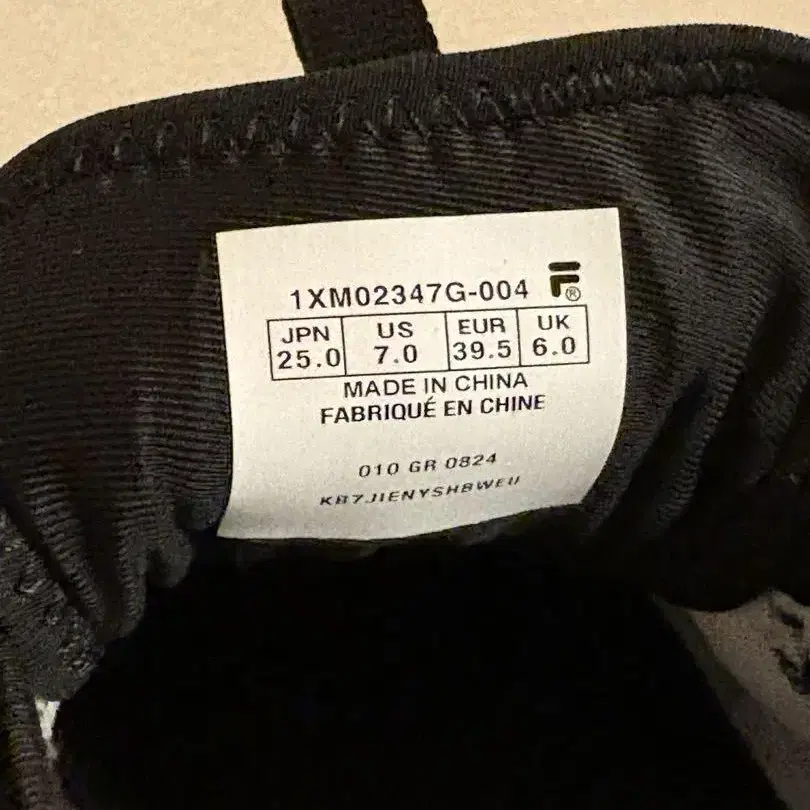 1XM02347G-004
JPN US EUR UK
25.0 7.0 39.5 6.0
MADE IN CHINA
FABRIQUÉ EN CHINE
010 GR 0824